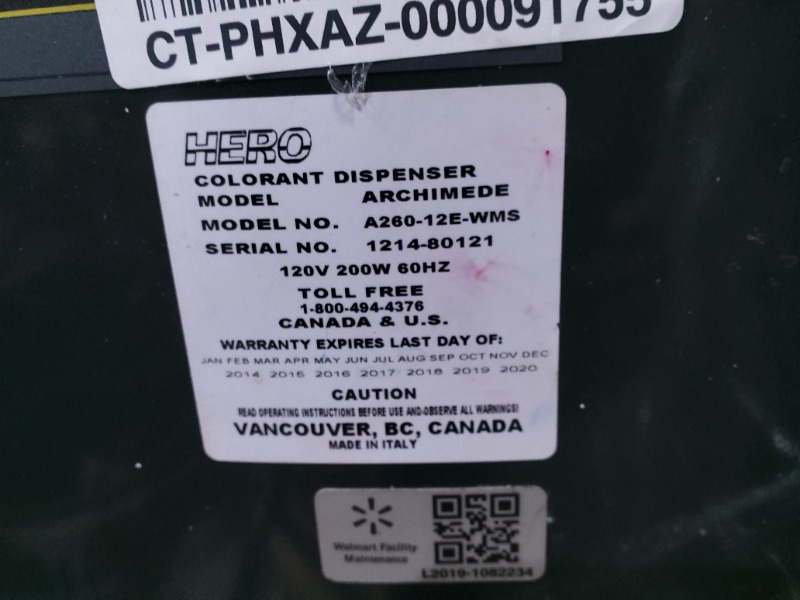 CT-PHXAZ-000091755
HERO
COLORANT DISPENSER
MODEL ARCHIMEDE
MODEL NO. A260-12E-WMS
SERIAL NO. 1214-80121
120V 200W 60HZ
TOLL FREE
1-800-494-4376
CANADA & U.S.
WARRANTY EXPIRES LAST DAY OF:
JAN FEB MAR APR MAY JUN JUL AUG SEP OCT NOV DEC
2014 2015 2016 2017 2018 2019 2020
CAUTION
READ OPERATING INSTRUCTIONS BEFORE USE AND OBSERVE ALL WARNINGS!
VANCOUVER, BC, CANADA
MADE IN ITALY
Walmart Facility
Maintenance
L2019-1082234